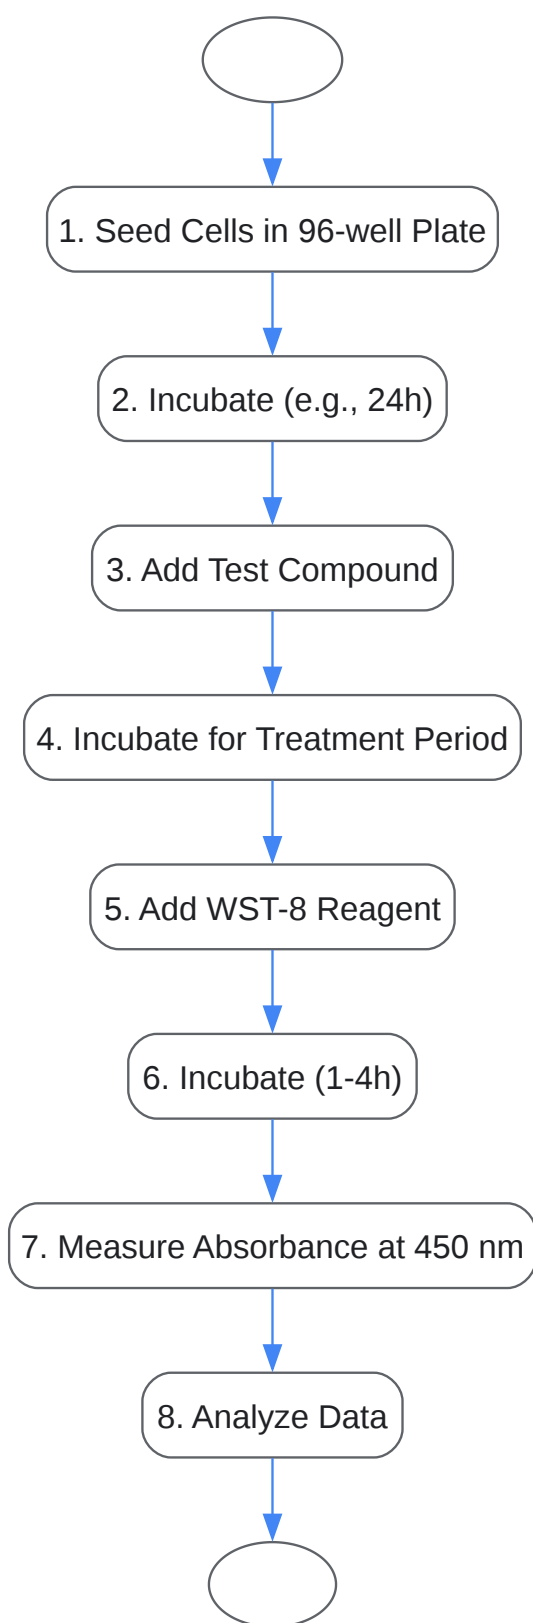 1. Seed Cells in 96-well Plate
2. Incubate (e.g., 24h)
3. Add Test Compound
4. Incubate for Treatment Period
5. Add WST-8 Reagent
6. Incubate (1-4h)
7. Measure Absorbance at 450 nm
8. Analyze Data